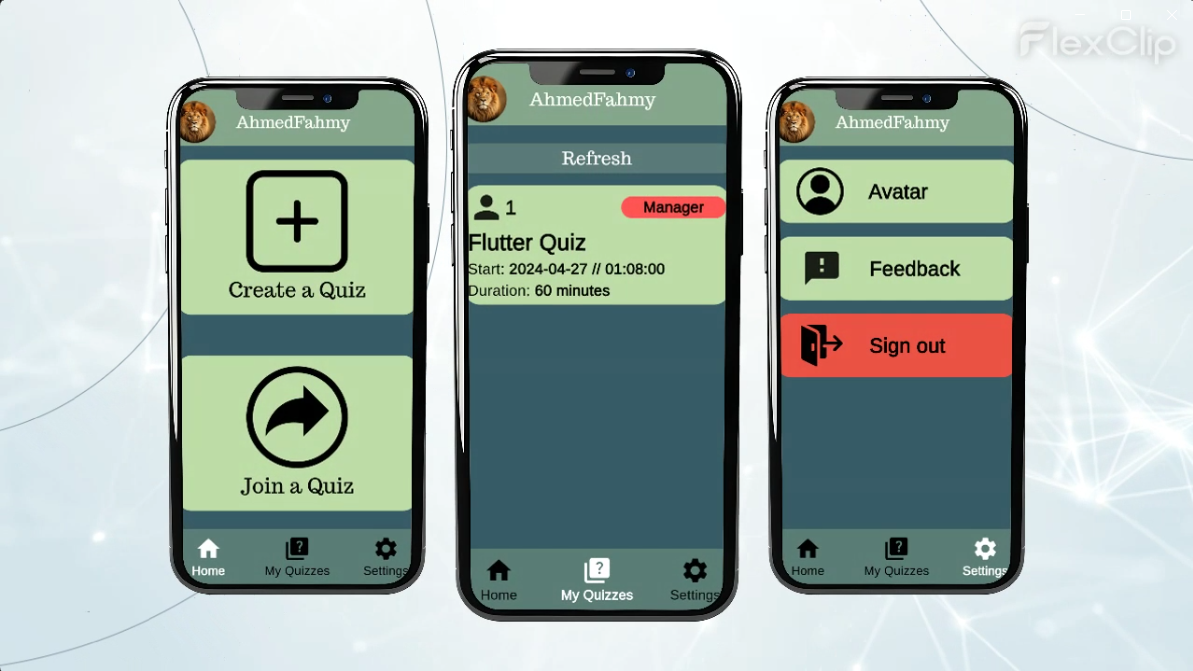 FlexClip
AhmedFahmy
Create a Quiz
Join a Quiz
Home
My Quizzes
Settings
AhmedFahmy
Refresh
1
Manager
Flutter Quiz
Start: 2024-04-27 // 01:08:00
Duration: 60 minutes
Home
My Quizzes
Settings
AhmedFahmy
Avatar
Feedback
Sign out
Home
My Quizzes
Settings